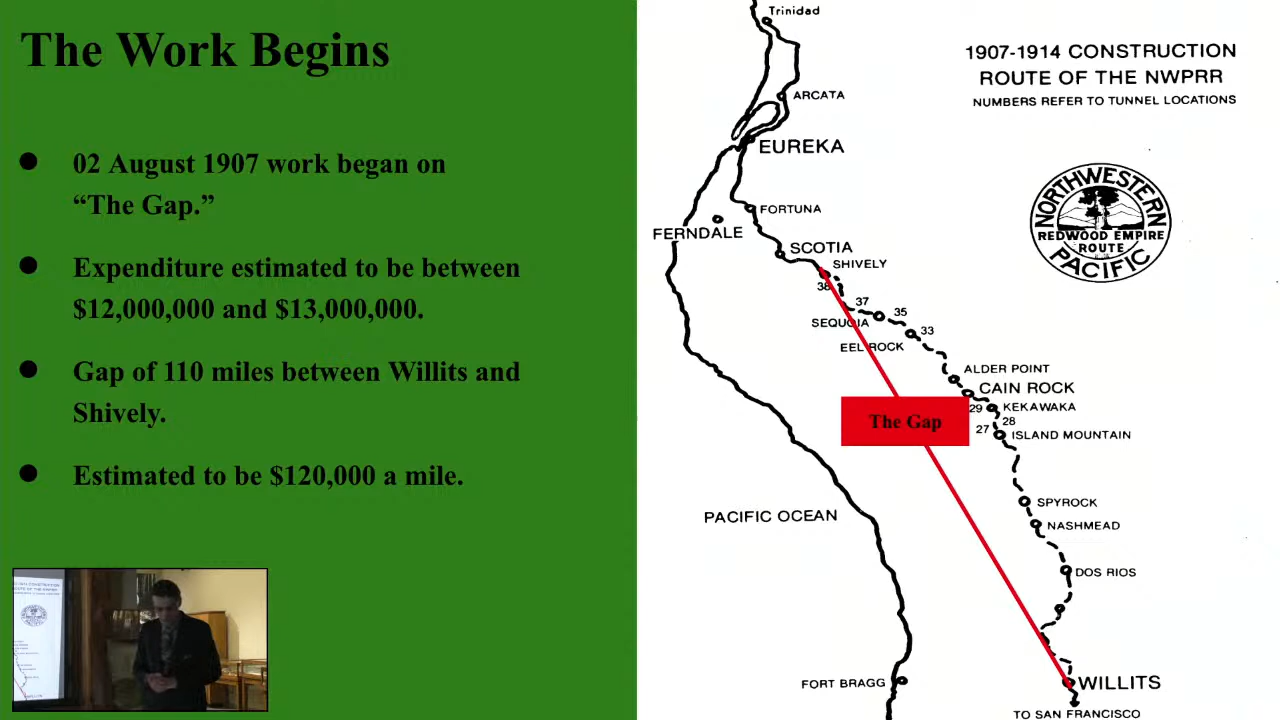 The Work Begins
● 02 August 1907 work began on
“The Gap.”
● Expenditure estimated to be between
$12,000,000 and $13,000,000.
● Gap of 110 miles between Willits and
Shively.
● Estimated to be $120,000 a mile.
Trinidad
1907-1914 CONSTRUCTION
ROUTE OF THE NWPRR
NUMBERS REFER TO TUNNEL LOCATIONS
ARCATA
EUREKA
NORTHWESTERN
REDWOOD EMPIRE
ROUTE
PACIFIC
FORTUNA
FERNDALE
SCOTIA
SHIVELY
38
37
35
SEQUOIA
33
EEL ROCK
ALDER POINT
CAIN ROCK
29
KEKAWAKA
28
27
ISLAND MOUNTAIN
The Gap
SPYROCK
PACIFIC OCEAN
NASHMEAD
DOS RIOS
FORT BRAGG
WILLITS
TO SAN FRANCISCO